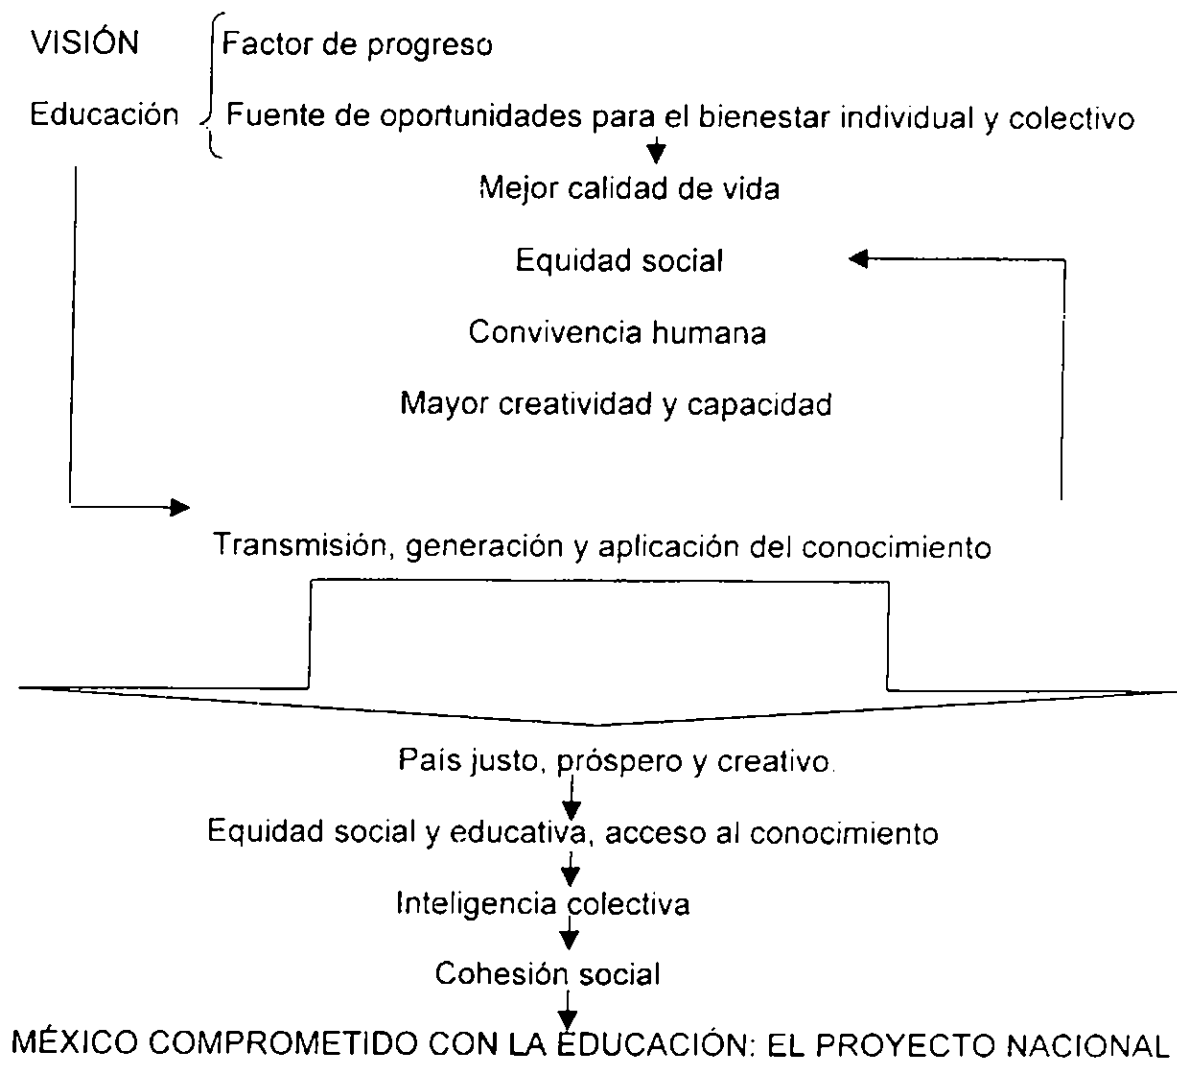 VISIÓN
Factor de progreso
Educación
Fuente de oportunidades para el bienestar individual y colectivo
Mejor calidad de vida
Equidad social
Convivencia humana
Mayor creatividad y capacidad
Transmisión, generación y aplicación del conocimiento
País justo, próspero y creativo.
Equidad social y educativa, acceso al conocimiento
Inteligencia colectiva
Cohesión social
MÉXICO COMPROMETIDO CON LA EDUCACIÓN: EL PROYECTO NACIONAL